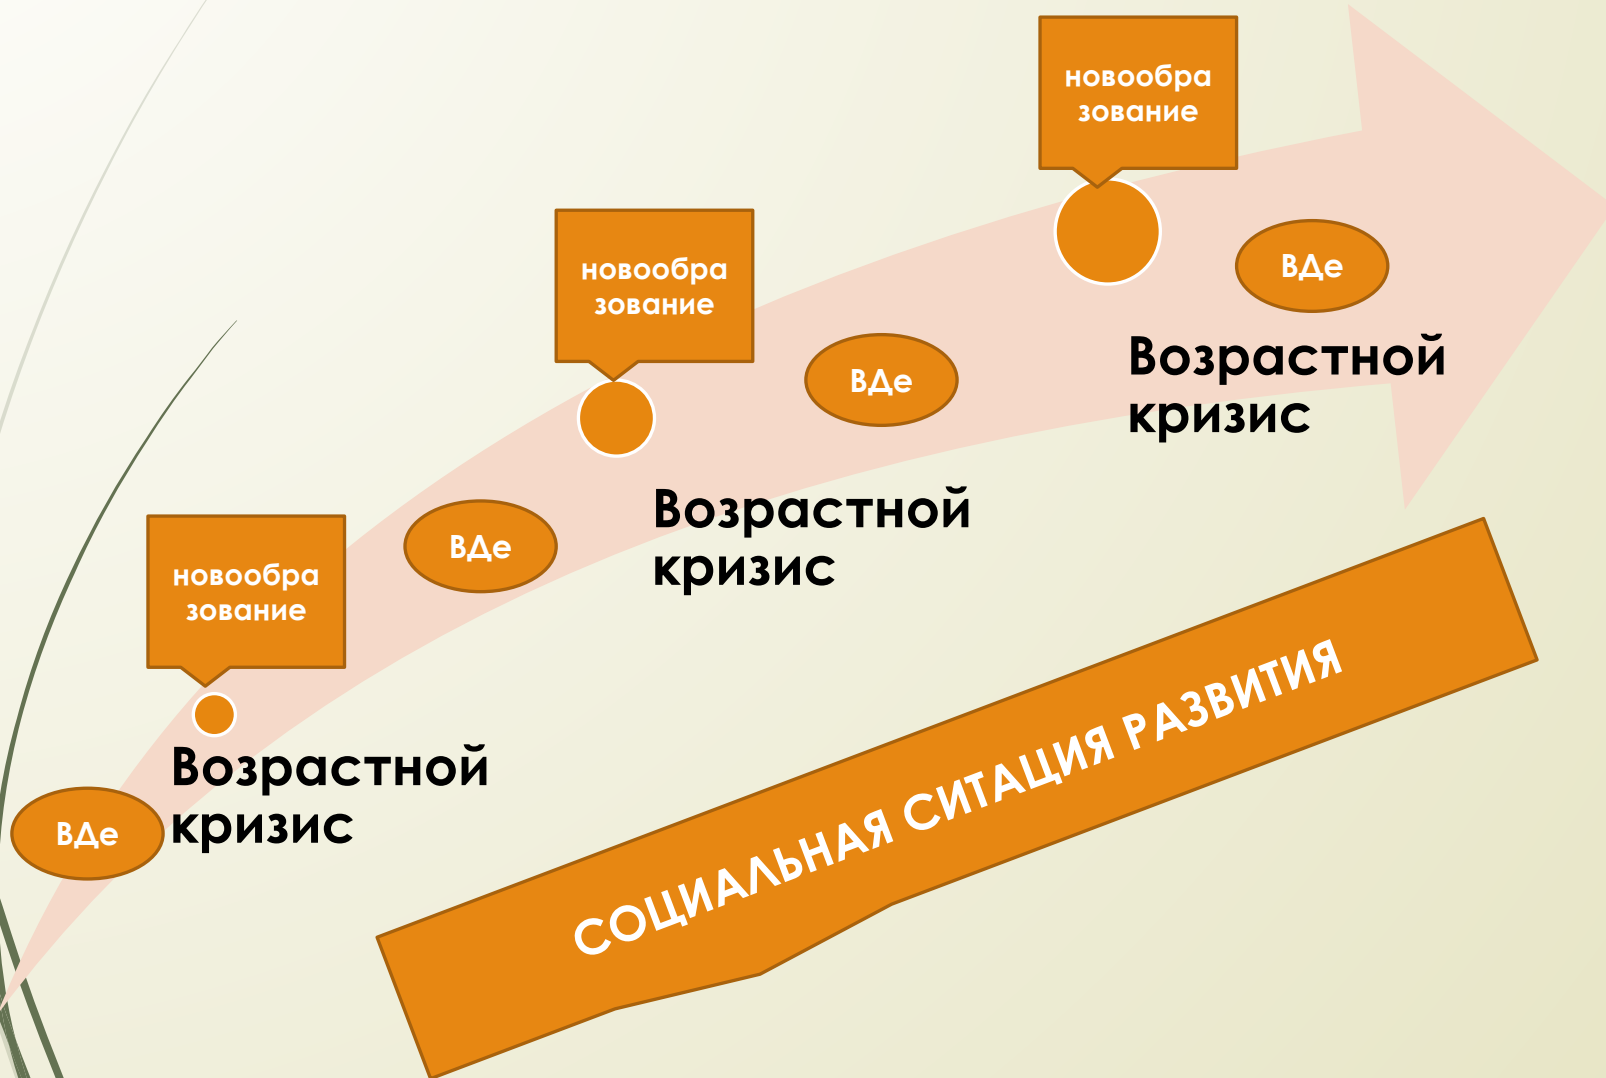 новообра
зование
новообра
зование
ВДе
Возрастной
кризис
ВДе
Возрастной
кризис
ВДе
новообра
зование
Возрастной
кризис
ВДе
СОЦИАЛЬНАЯ СИТАЦИЯ РАЗВИТИЯ